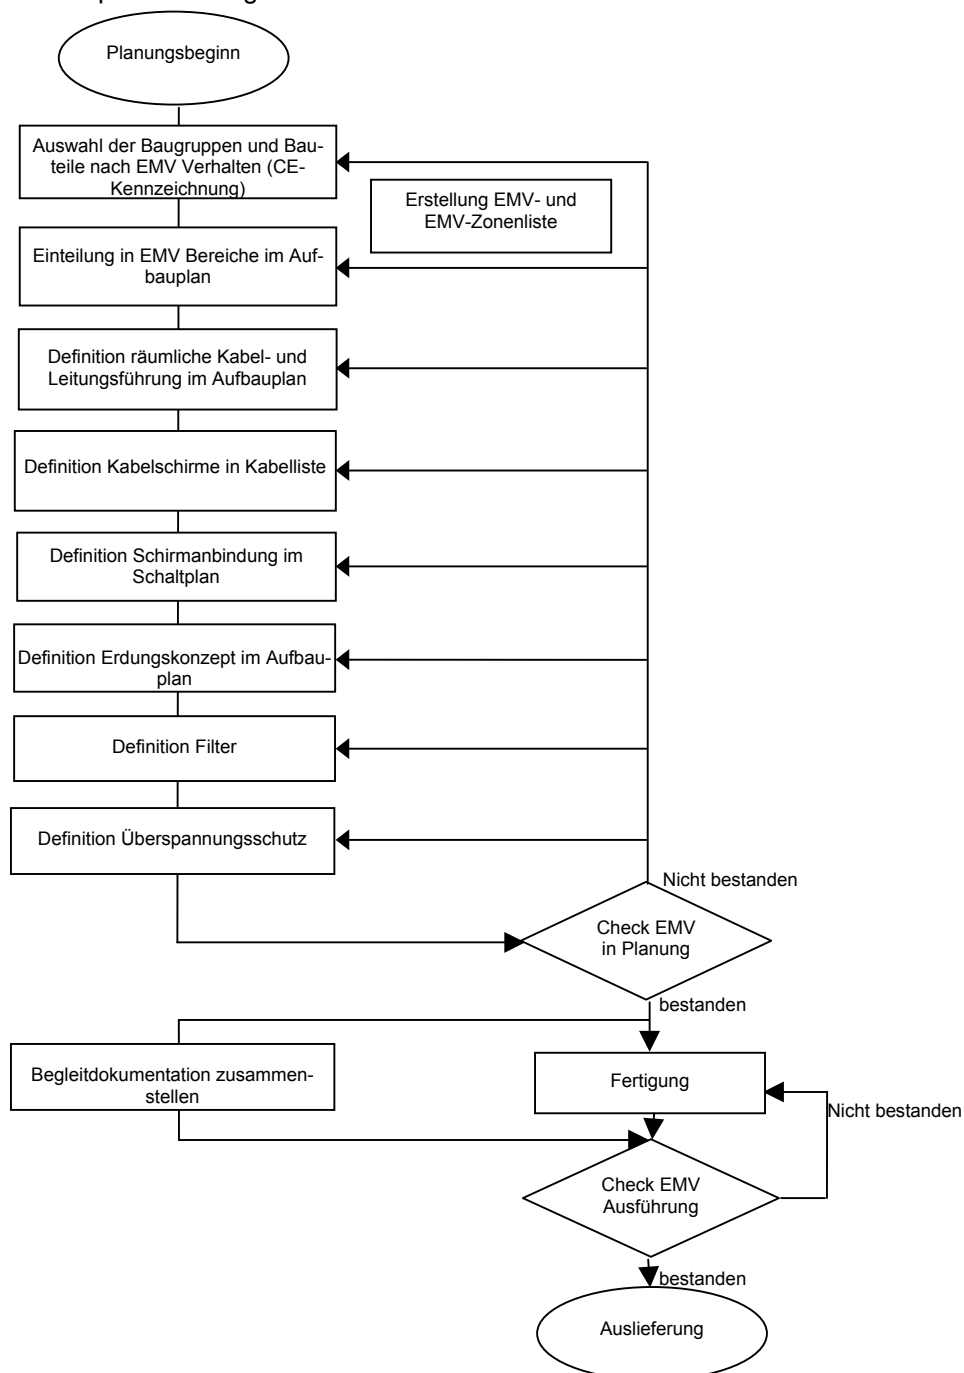 Planungsbeginn
Auswahl der Baugruppen und Bau-
teile nach EMV Verhalten (CE-
Kennzeichnung)
Erstellung EMV- und
EMV-Zonenliste
Einteilung in EMV Bereiche im Auf-
bauplan
Definition räumliche Kabel- und
Leitungsführung im Aufbauplan
Definition Kabelschirme in Kabelliste
Definition Schirmanbindung im
Schaltplan
Definition Erdungskonzept im Aufbau-
plan
Definition Filter
Definition Überspannungsschutz
Nicht bestanden
Check EMV
in Planung
bestanden
Begleitdokumentation zusammen-
stellen
Fertigung
Nicht bestanden
Check EMV
Ausführung
bestanden
Auslieferung